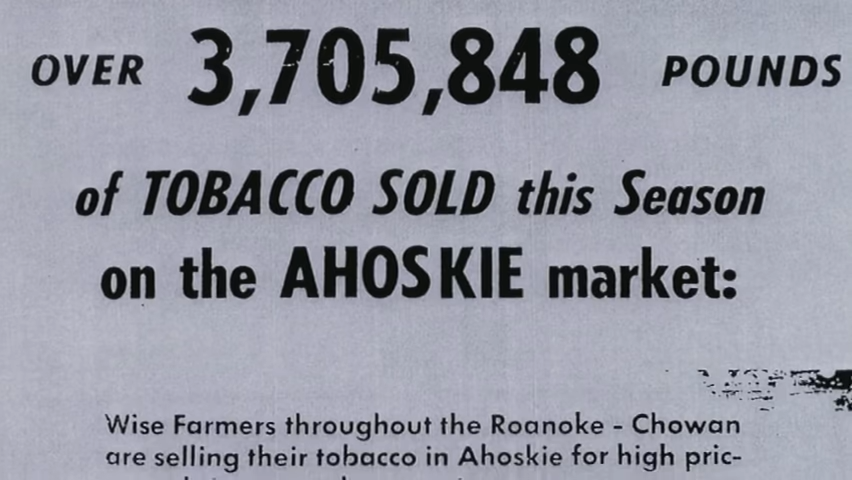 OVER 3,705,848 POUNDS
of TOBACCO SOLD this Season
on the AHOSKIE market:
Wise Farmers throughout the Roanoke - Chowan
are selling their tobacco in Ahoskie for high pric-